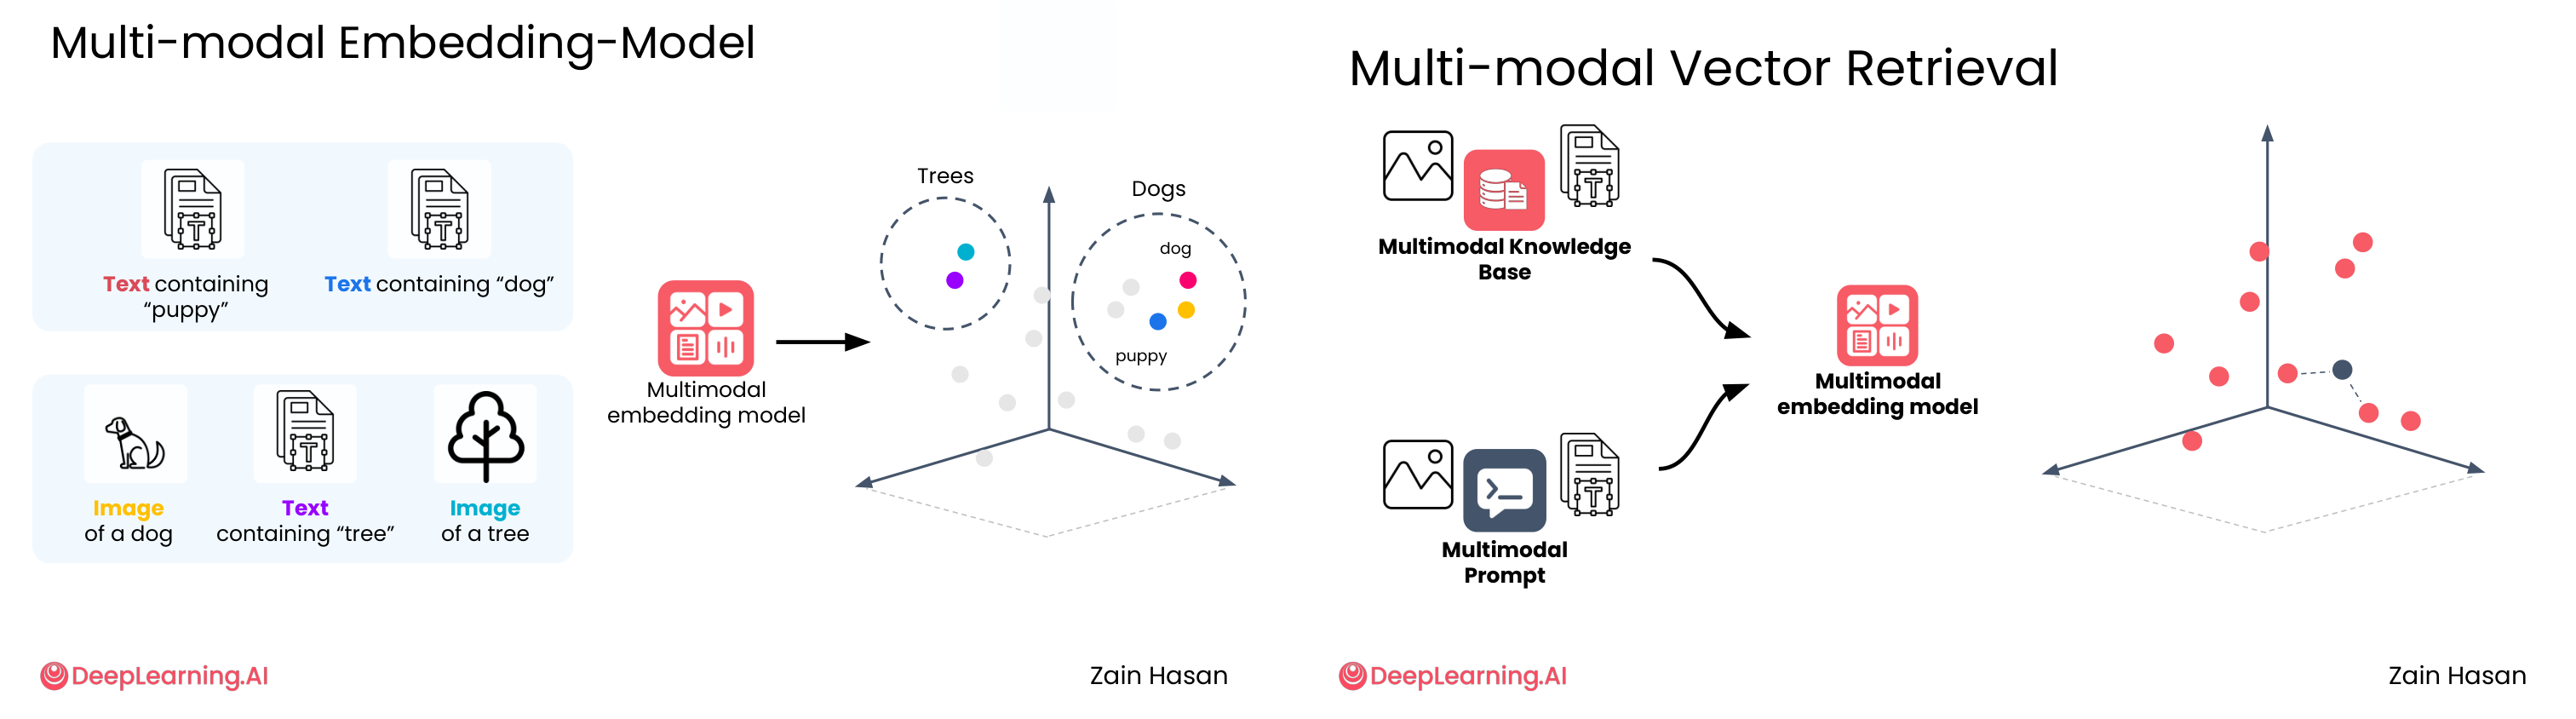 Multi-modal Embedding-Model
Text containing
“puppy”
Text containing “dog”
Image
of a dog
Text
containing “tree”
Image
of a tree
Multimodal
embedding model
Trees
Dogs
dog
puppy
DeepLearning.AI
Zain Hasan
Multi-modal Vector Retrieval
Multimodal Knowledge
Base
Multimodal
Prompt
Multimodal
embedding model
DeepLearning.AI
Zain Hasan